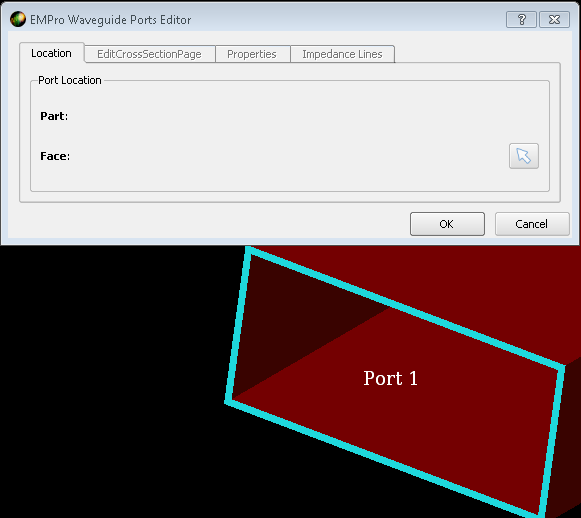 EMPro Waveguide Ports Editor
Location EditCrossSectionPage Properties Impedance Lines
Port Location
Part:
Face:
OK Cancel
Port 1